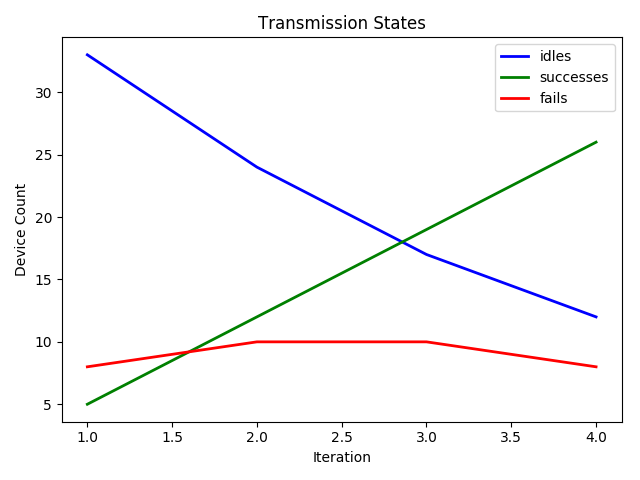 Transmission States
idles
successes
fails
Device Count
30
25
20
15
10
5
1.0 1.5 2.0 2.5 3.0 3.5 4.0
Iteration